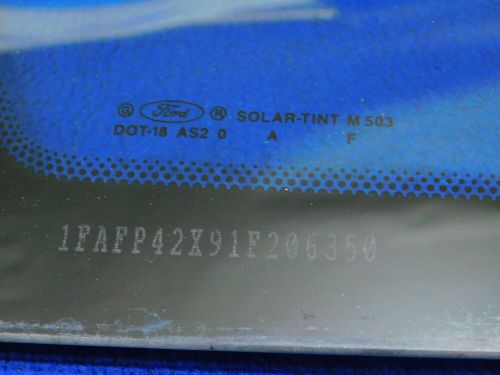 G Ford ® SOLAR-TINT M 503
DOT-18 AS2 0 A F
1FAFP42X91F206350